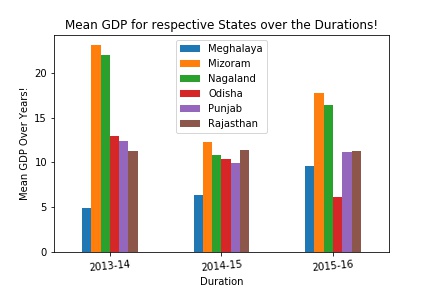 Mean GDP for respective States over the Durations!
Mean GDP Over Years!
20
15
10
5
0
Meghalaya
Mizoram
Nagaland
Odisha
Punjab
Rajasthan
2013-14
2014-15
2015-16
Duration